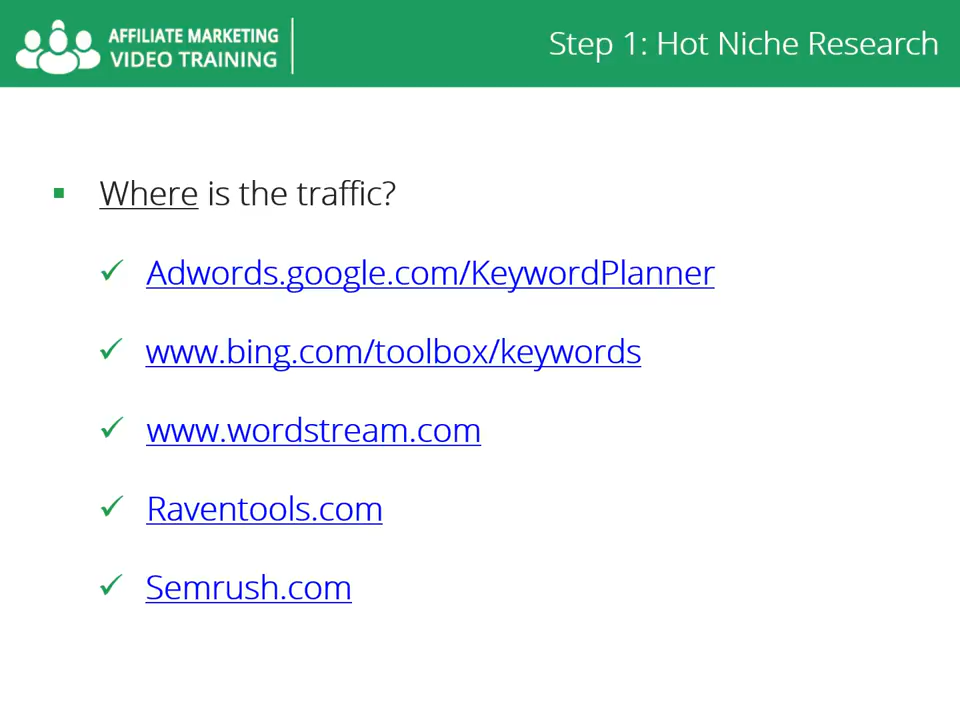 AFFILIATE MARKETING
VIDEO TRAINING
Step 1: Hot Niche Research
Where is the traffic?
Adwords.google.com/KeywordPlanner
www.bing.com/toolbox/keywords
www.wordstream.com
Raventools.com
Semrush.com